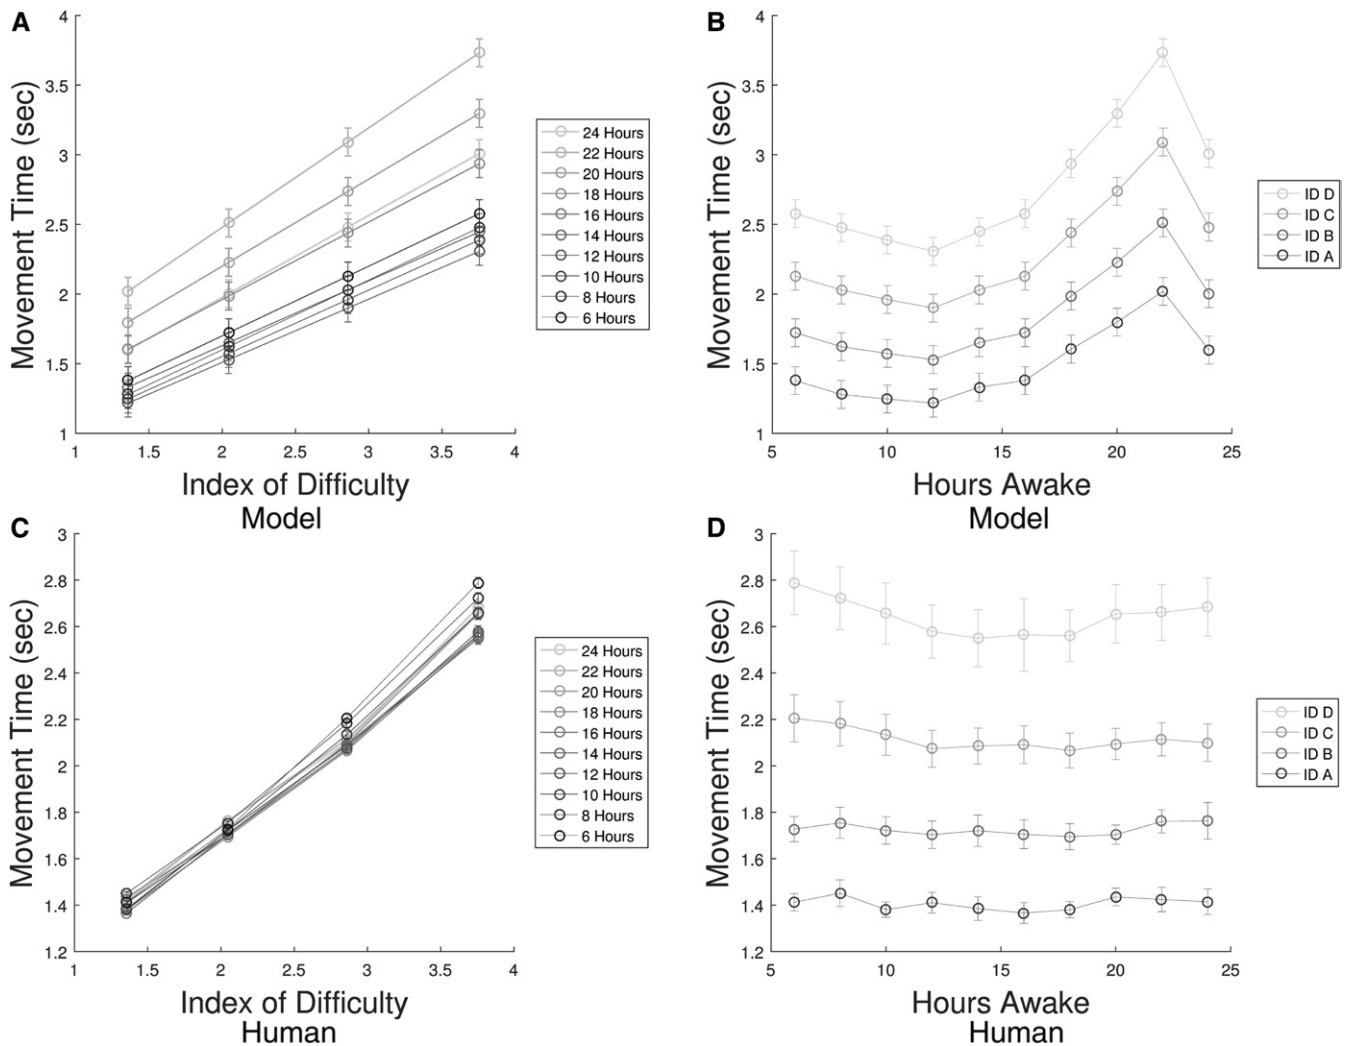 A
4
3.5
3
2.5
2
1.5
1
Movement Time (sec)
1
1.5
2
2.5
3
3.5
4
Index of Difficulty
Model
24 Hours
22 Hours
20 Hours
18 Hours
16 Hours
14 Hours
12 Hours
10 Hours
8 Hours
6 Hours
B
4
3.5
3
2.5
2
1.5
1
Movement Time (sec)
5
10
15
20
25
Hours Awake
Model
ID D
ID C
ID B
ID A
C
3
2.8
2.6
2.4
2.2
2
1.8
1.6
1.4
1.2
Movement Time (sec)
1
1.5
2
2.5
3
3.5
4
Index of Difficulty
Human
24 Hours
22 Hours
20 Hours
18 Hours
16 Hours
14 Hours
12 Hours
10 Hours
8 Hours
6 Hours
D
3
2.8
2.6
2.4
2.2
2
1.8
1.6
1.4
1.2
Movement Time (sec)
5
10
15
20
25
Hours Awake
Human
ID D
ID C
ID B
ID A